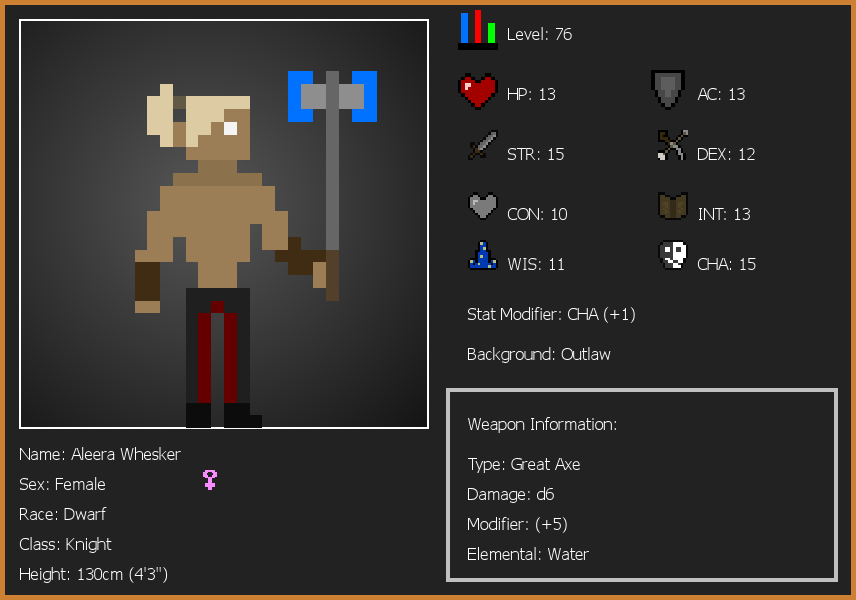 Level: 76
HP: 13
AC: 13
STR: 15
DEX: 12
CON: 10
INT: 13
WIS: 11
CHA: 15
Stat Modifier: CHA (+1)
Background: Outlaw
Weapon Information:
Type: Great Axe
Damage: d6
Modifier: (+5)
Elemental: Water
Name: Aleera Whesker
Sex: Female
Race: Dwarf
Class: Knight
Height: 130cm (4'3")